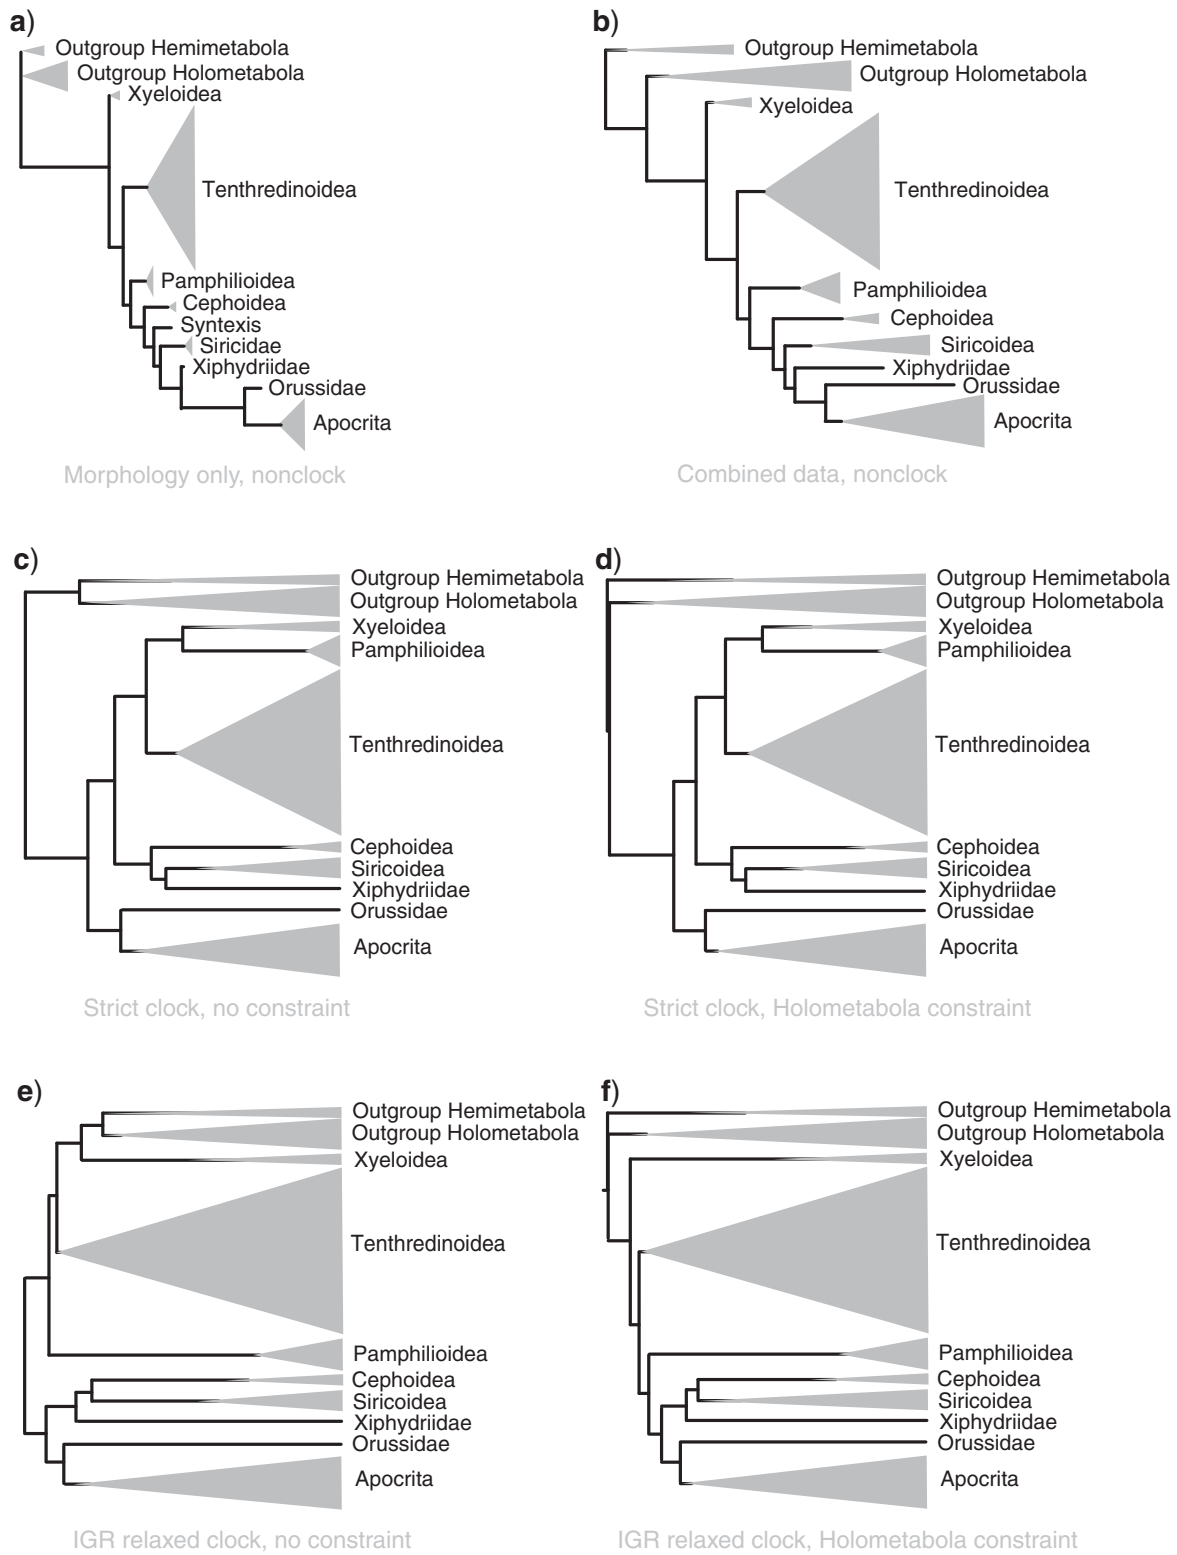 a)
Outgroup Hemimetabola
Outgroup Holometabola
Xyeloidea
Tenthredinoidea
Pamphilioidea
Cephoidea
Syntexis
Siricidae
Xiphydriidae
Orussidae
Apocrita
Morphology only, nonclock
b)
Outgroup Hemimetabola
Outgroup Holometabola
Xyeloidea
Tenthredinoidea
Pamphilioidea
Cephoidea
Siricoidea
Xiphydriidae
Orussidae
Apocrita
Combined data, nonclock
c)
Outgroup Hemimetabola
Outgroup Holometabola
Xyeloidea
Pamphilioidea
Tenthredinoidea
Cephoidea
Siricoidea
Xiphydriidae
Orussidae
Apocrita
Strict clock, no constraint
d)
Outgroup Hemimetabola
Outgroup Holometabola
Xyeloidea
Pamphilioidea
Tenthredinoidea
Cephoidea
Siricoidea
Xiphydriidae
Orussidae
Apocrita
Strict clock, Holometabola constraint
e)
Outgroup Hemimetabola
Outgroup Holometabola
Xyeloidea
Tenthredinoidea
Pamphilioidea
Cephoidea
Siricoidea
Xiphydriidae
Orussidae
Apocrita
IGR relaxed clock, no constraint
f)
Outgroup Hemimetabola
Outgroup Holometabola
Xyeloidea
Tenthredinoidea
Pamphilioidea
Cephoidea
Siricoidea
Xiphydriidae
Orussidae
Apocrita
IGR relaxed clock, Holometabola constraint